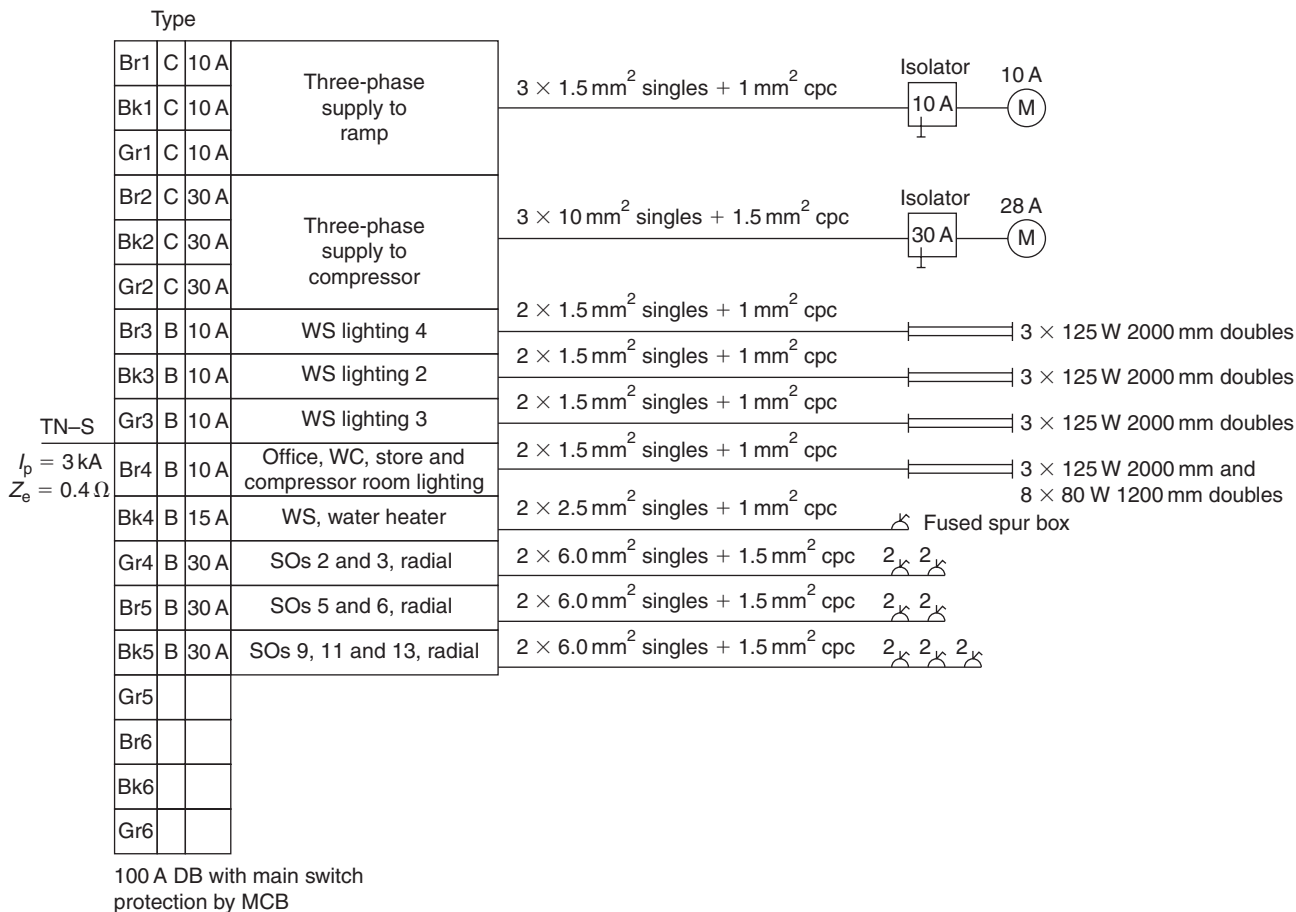 Type
Br1 C 10 A
Bk1 C 10 A
Gr1 C 10 A
Three-phase
supply to
ramp
3 × 1.5 mm² singles + 1 mm² cpc
Isolator
10 A
10 A
M
Br2 C 30 A
Bk2 C 30 A
Gr2 C 30 A
Three-phase
supply to
compressor
3 × 10 mm² singles + 1.5 mm² cpc
Isolator
30 A
28 A
M
Br3 B 10 A WS lighting 4 2 × 1.5 mm² singles + 1 mm² cpc 3 × 125 W 2000 mm doubles
Bk3 B 10 A WS lighting 2 2 × 1.5 mm² singles + 1 mm² cpc 3 × 125 W 2000 mm doubles
Gr3 B 10 A WS lighting 3 2 × 1.5 mm² singles + 1 mm² cpc 3 × 125 W 2000 mm doubles
TN–S
Iₚ = 3 kA
Zₑ = 0.4 Ω
Br4 B 10 A Office, WC, store and
compressor room lighting
2 × 1.5 mm² singles + 1 mm² cpc
3 × 125 W 2000 mm and
8 × 80 W 1200 mm doubles
Bk4 B 15 A WS, water heater 2 × 2.5 mm² singles + 1 mm² cpc Fused spur box
Gr4 B 30 A SOs 2 and 3, radial 2 × 6.0 mm² singles + 1.5 mm² cpc 2 2
Br5 B 30 A SOs 5 and 6, radial 2 × 6.0 mm² singles + 1.5 mm² cpc 2 2
Bk5 B 30 A SOs 9, 11 and 13, radial 2 × 6.0 mm² singles + 1.5 mm² cpc 2 2 2
Gr5
Br6
Bk6
Gr6
100 A DB with main switch
protection by MCB